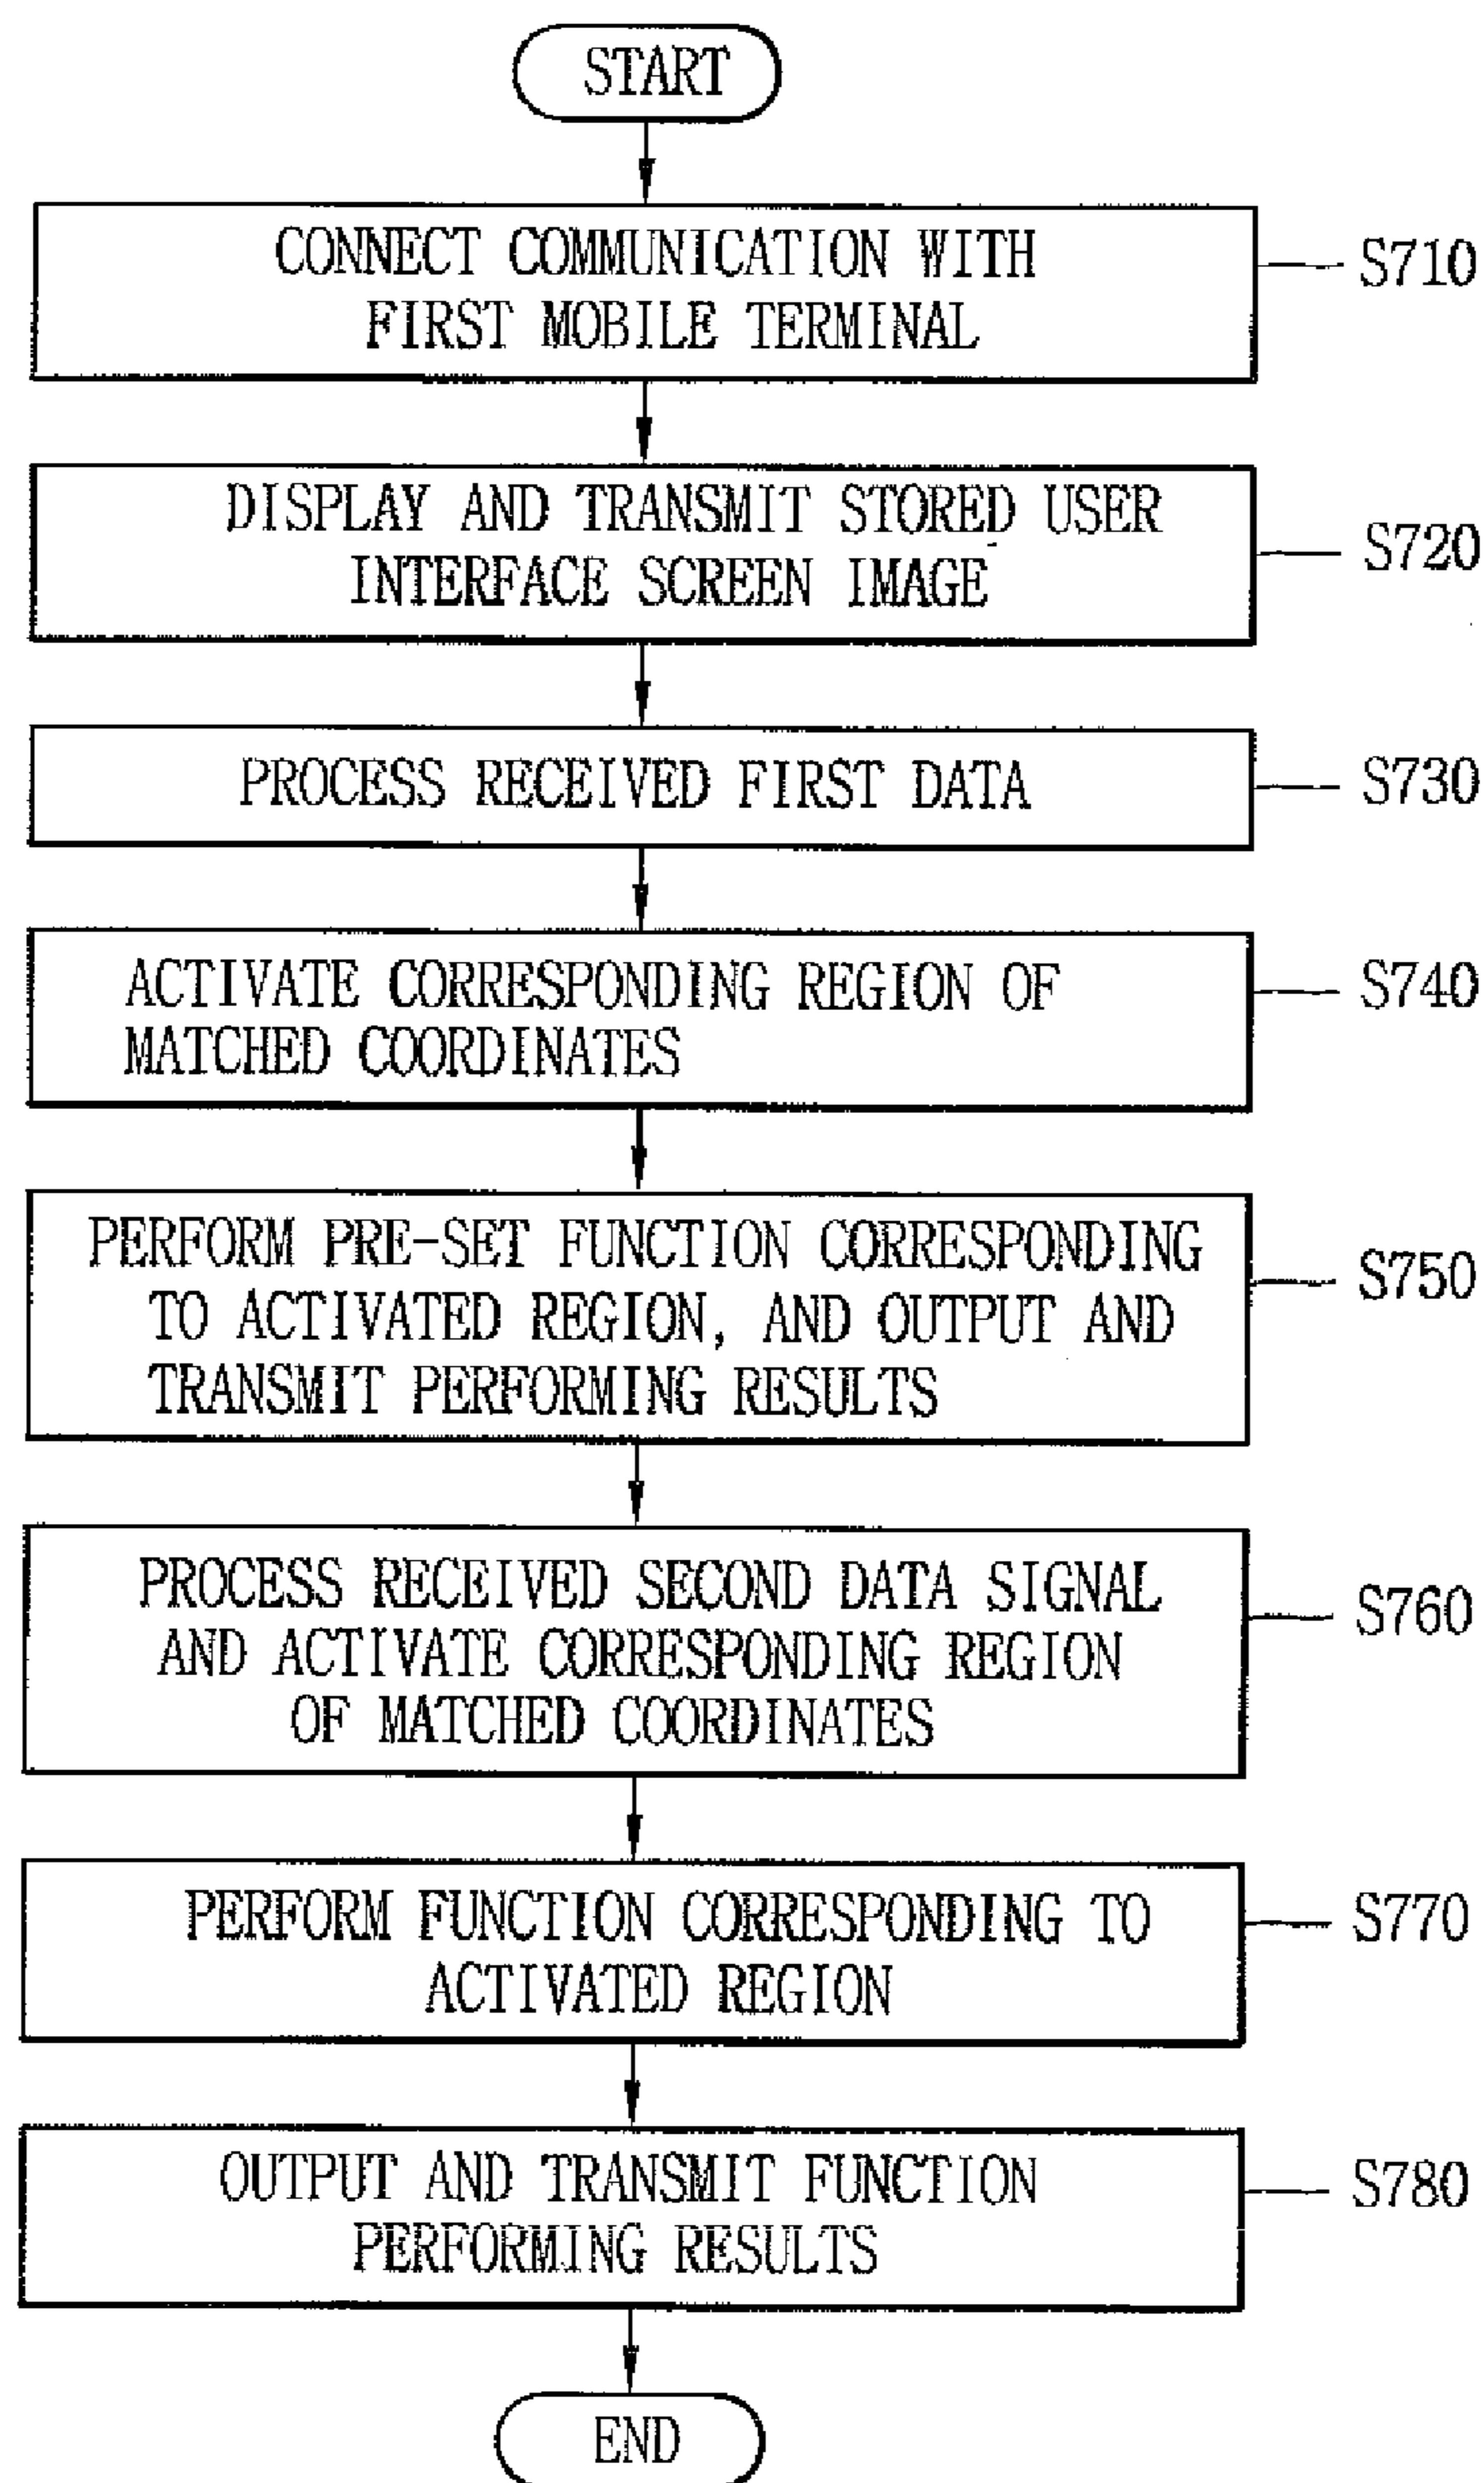 START
CONNECT COMMUNICATION WITH
FIRST MOBILE TERMINAL
S710
DISPLAY AND TRANSMIT STORED USER
INTERFACE SCREEN IMAGE
S720
PROCESS RECEIVED FIRST DATA
S730
ACTIVATE CORRESPONDING REGION OF
MATCHED COORDINATES
S740
PERFORM PRE-SET FUNCTION CORRESPONDING
TO ACTIVATED REGION, AND OUTPUT AND
TRANSMIT PERFORMING RESULTS
S750
PROCESS RECEIVED SECOND DATA SIGNAL
AND ACTIVATE CORRESPONDING REGION
OF MATCHED COORDINATES
S760
PERFORM FUNCTION CORRESPONDING TO
ACTIVATED REGION
S770
OUTPUT AND TRANSMIT FUNCTION
PERFORMING RESULTS
S780
END